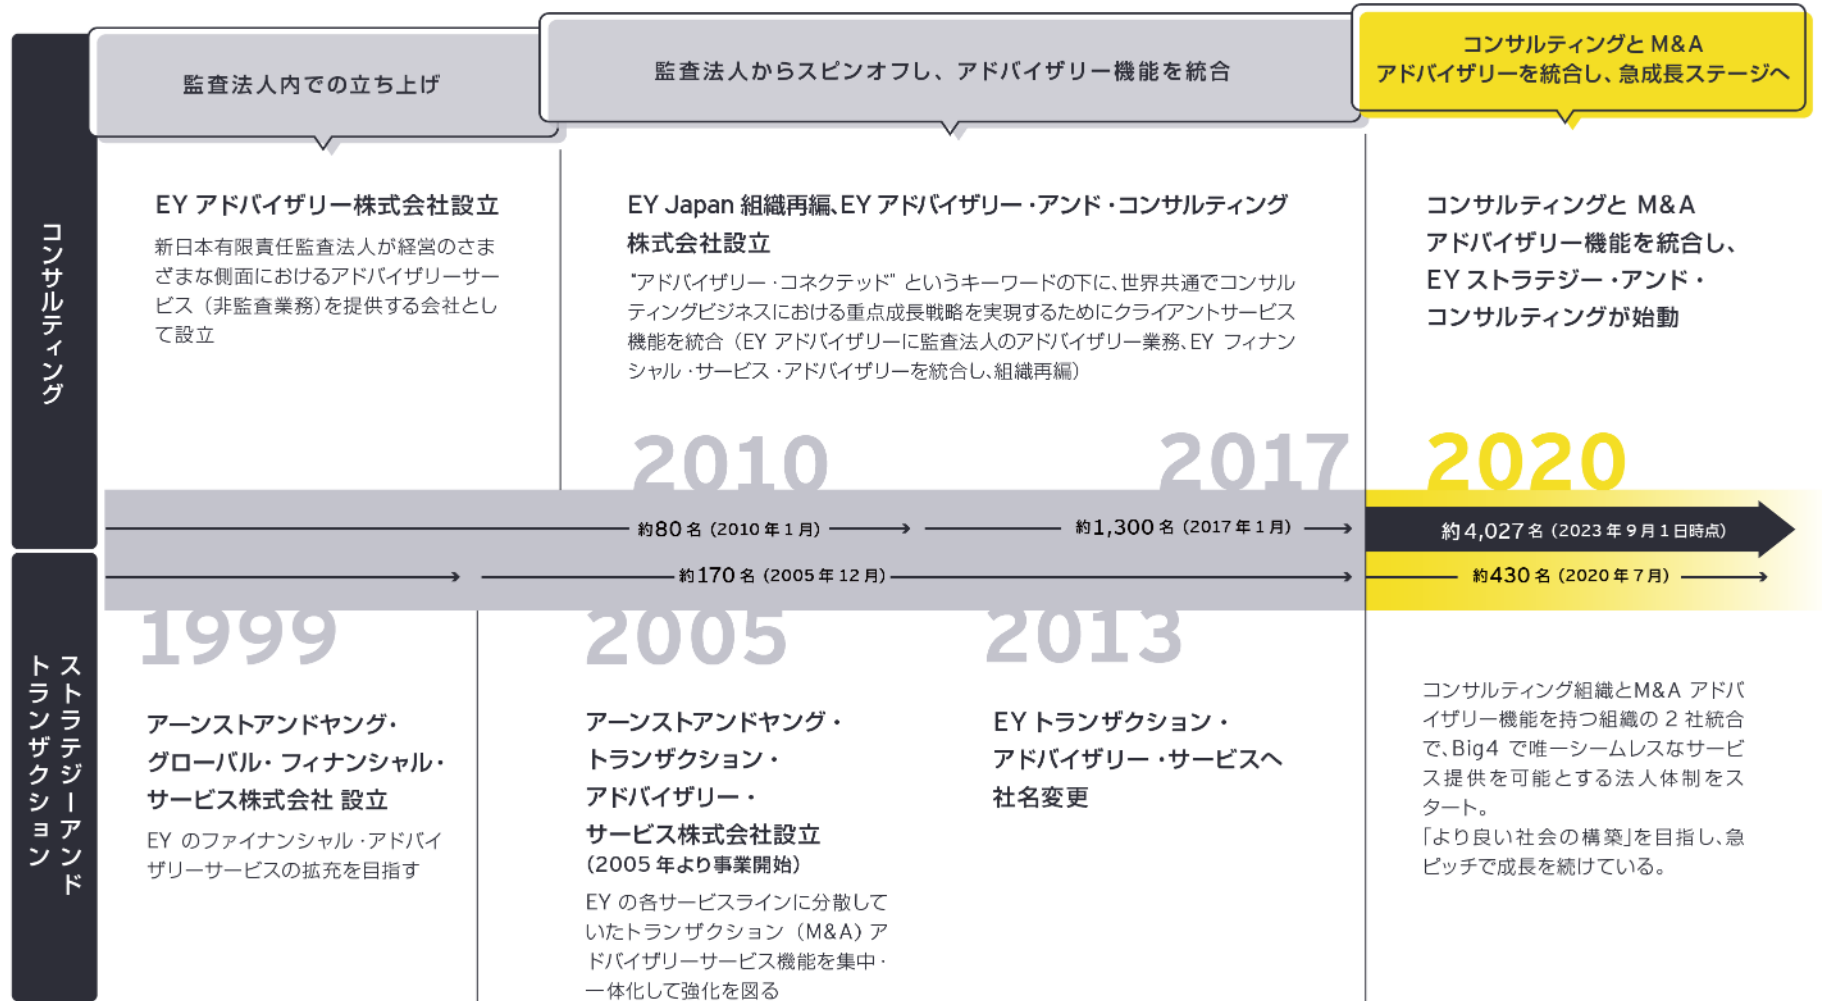 監査法人内での立ち上げ
監査法人からスピンオフし、アドバイザリー機能を統合
コンサルティングと M&A
アドバイザリーを統合し、急成長ステージへ
コンサルティング
EY アドバイザリー株式会社設立
新日本有限責任監査法人が経営のさま
ざまな側面におけるアドバイザリーサー
ビス（非監査業務）を提供する会社とし
て設立
EY Japan 組織再編、EY アドバイザリー・アンド・コンサルティング
株式会社設立
"アドバイザリー・コネクテッド" というキーワードの下に、世界共通でコンサル
ティングビジネスにおける重点成長戦略を実現するためにクライアントサービス
機能を統合（EY アドバイザリーに監査法人のアドバイザリー業務、EY フィナン
シャル・サービス・アドバイザリーを統合し、組織再編）
コンサルティングと M&A
アドバイザリー機能を統合し、
EY ストラテジー・アンド・
コンサルティングが始動
2010
2017
2020
約80名（2010年1月）
約1,300名（2017年1月）
約4,027名（2023年9月1日時点）
約170名（2005年12月）
約430名（2020年7月）
ストラテジーアンド
トランザクション
1999
2005
2013
アーンストアンドヤング・
グローバル・フィナンシャル・
サービス株式会社 設立
EY のファイナンシャル・アドバイ
ザリーサービスの拡充を目指す
アーンストアンドヤング・
トランザクション・
アドバイザリー・
サービス株式会社設立
（2005年より事業開始）
EY の各サービスラインに分散して
いたトランザクション（M&A）ア
ドバイザリーサービス機能を集中・
一体化して強化を図る
EY トランザクション・
アドバイザリー・サービスへ
社名変更
コンサルティング組織とM&A アドバ
イザリー機能を持つ組織の 2 社統合
で、Big4 で唯一シームレスなサービ
ス提供を可能とする法人体制をス
タート。
「より良い社会の構築」を目指し、急
ピッチで成長を続けている。